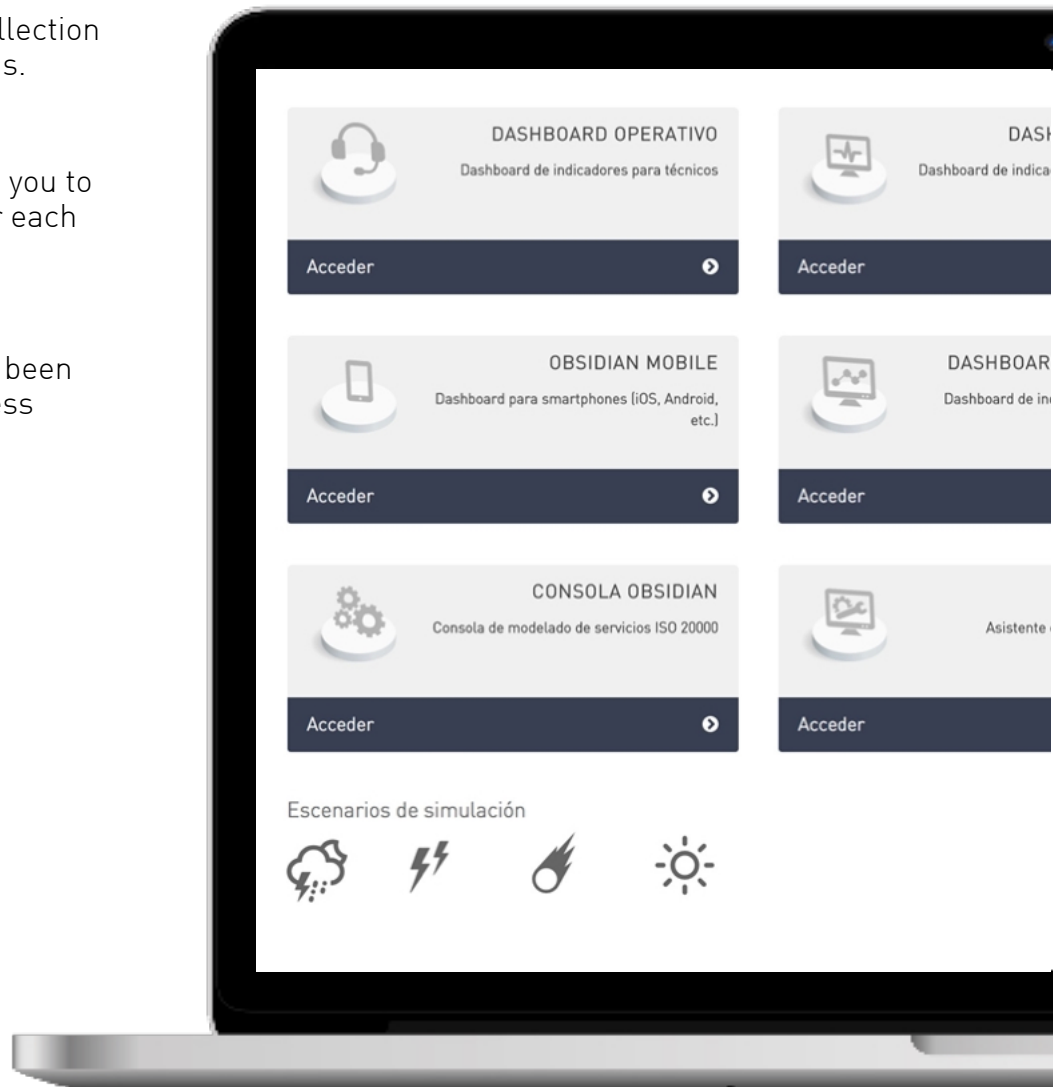 llection
s.
you to
r each
been
ess
DASHBOARD OPERATIVO
Dashboard de indicadores para técnicos
Acceder
DASH
Dashboard de indica
Acceder
OBSIDIAN MOBILE
Dashboard para smartphones (iOS, Android,
etc.)
Acceder
DASHBOAR
Dashboard de in
Acceder
CONSOLA OBSIDIAN
Consola de modelado de servicios ISO 20000
Acceder
Asistente
Acceder
Escenarios de simulación